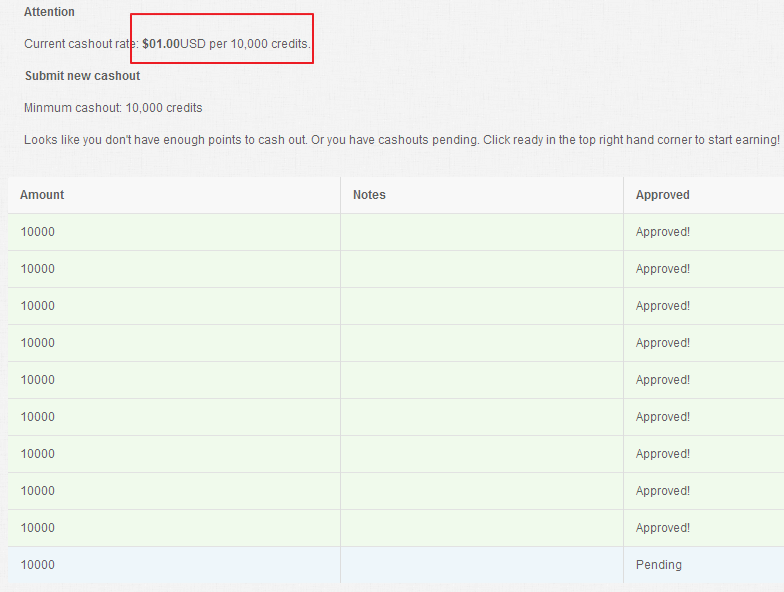 Attention
Current cashout rate: $01.00USD per 10,000 credits.
Submit new cashout
Minmum cashout: 10,000 credits
Looks like you don't have enough points to cash out. Or you have cashouts pending. Click ready in the top right hand corner to start earning!
Amount Notes Approved
10000 Approved!
10000 Approved!
10000 Approved!
10000 Approved!
10000 Approved!
10000 Approved!
10000 Approved!
10000 Approved!
10000 Approved!
10000 Pending